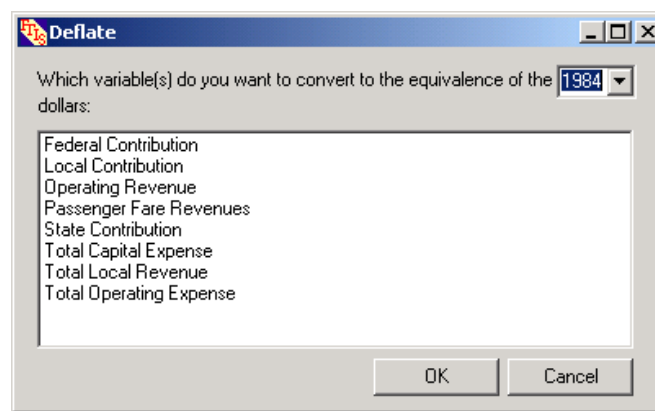 FTIS Deflate
Which variable(s) do you want to convert to the equivalence of the 1984
dollars:
Federal Contribution
Local Contribution
Operating Revenue
Passenger Fare Revenues
State Contribution
Total Capital Expense
Total Local Revenue
Total Operating Expense
OK Cancel